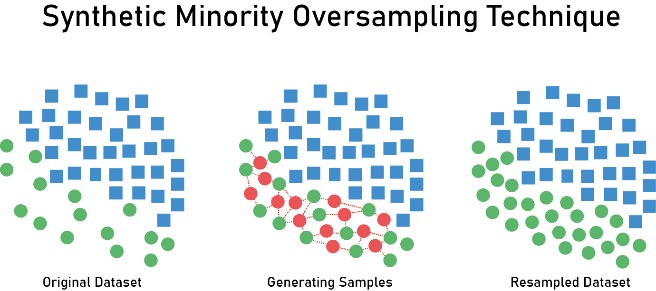 Synthetic Minority Oversampling Technique
Original Dataset
Generating Samples
Resampled Dataset